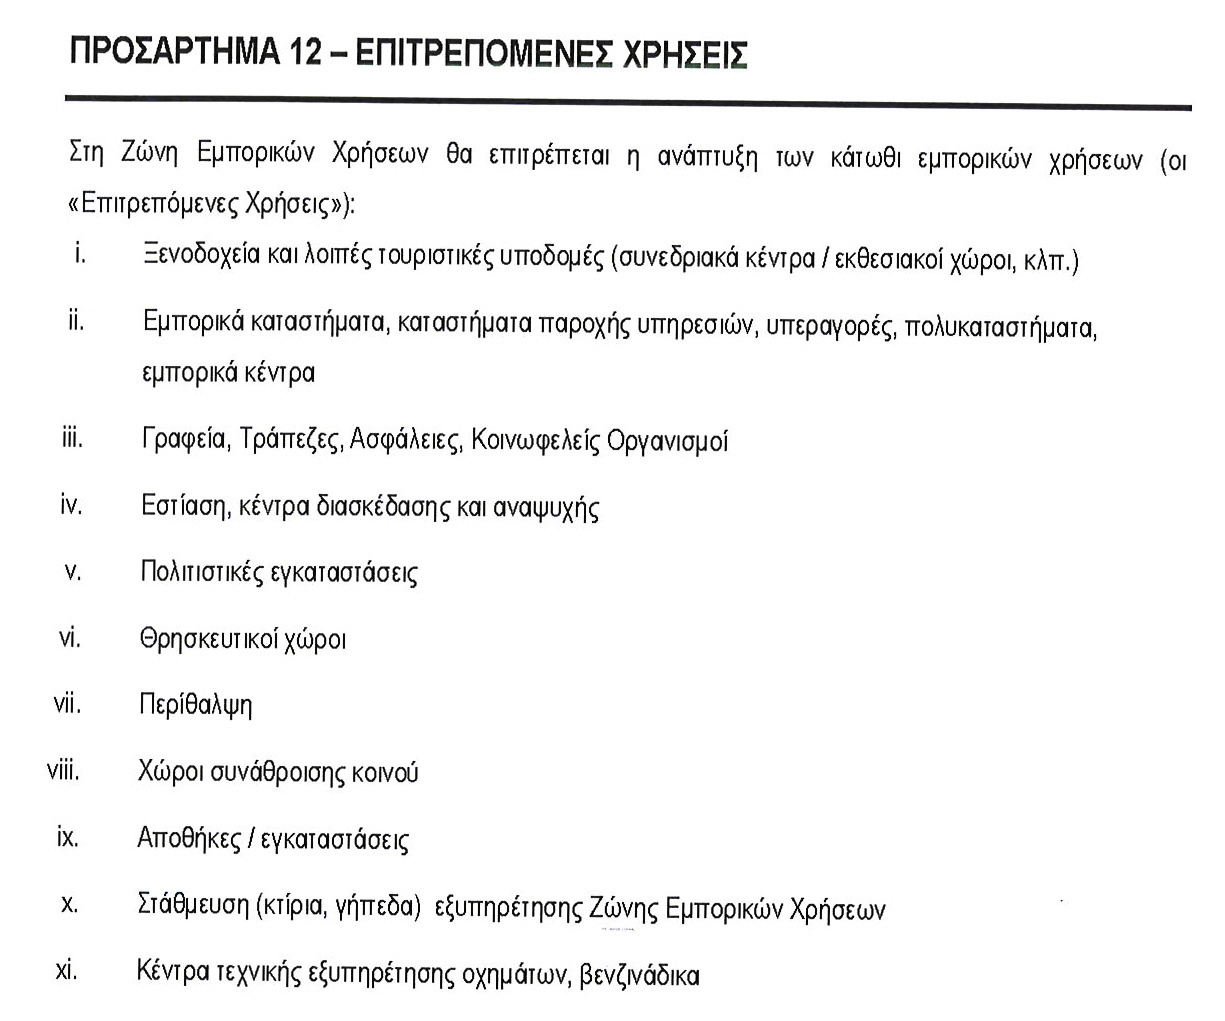 ΠΡΟΣΑΡΤΗΜΑ 12 – ΕΠΙΤΡΕΠΟΜΕΝΕΣ ΧΡΗΣΕΙΣ
Στη Ζώνη Εμπορικών Χρήσεων θα επιτρέπεται η ανάπτυξη των κάτωθι εμπορικών χρήσεων (οι
«Επιτρεπόμενες Χρήσεις»):
i. Ξενοδοχεία και λοιπές τουριστικές υποδομές (συνεδριακά κέντρα / εκθεσιακοί χώροι, κλπ.)
ii. Εμπορικά καταστήματα, καταστήματα παροχής υπηρεσιών, υπεραγορές, πολυκαταστήματα,
εμπορικά κέντρα
iii. Γραφεία, Τράπεζες, Ασφάλειες, Κοινωφελείς Οργανισμοί
iv. Εστίαση, κέντρα διασκέδασης και αναψυχής
v. Πολιτιστικές εγκαταστάσεις
vi. Θρησκευτικοί χώροι
vii. Περίθαλψη
viii. Χώροι συνάθροισης κοινού
ix. Αποθήκες / εγκαταστάσεις
x. Στάθμευση (κτίρια, γήπεδα) εξυπηρέτησης Ζώνης Εμπορικών Χρήσεων
xi. Κέντρα τεχνικής εξυπηρέτησης οχημάτων, βενζινάδικα